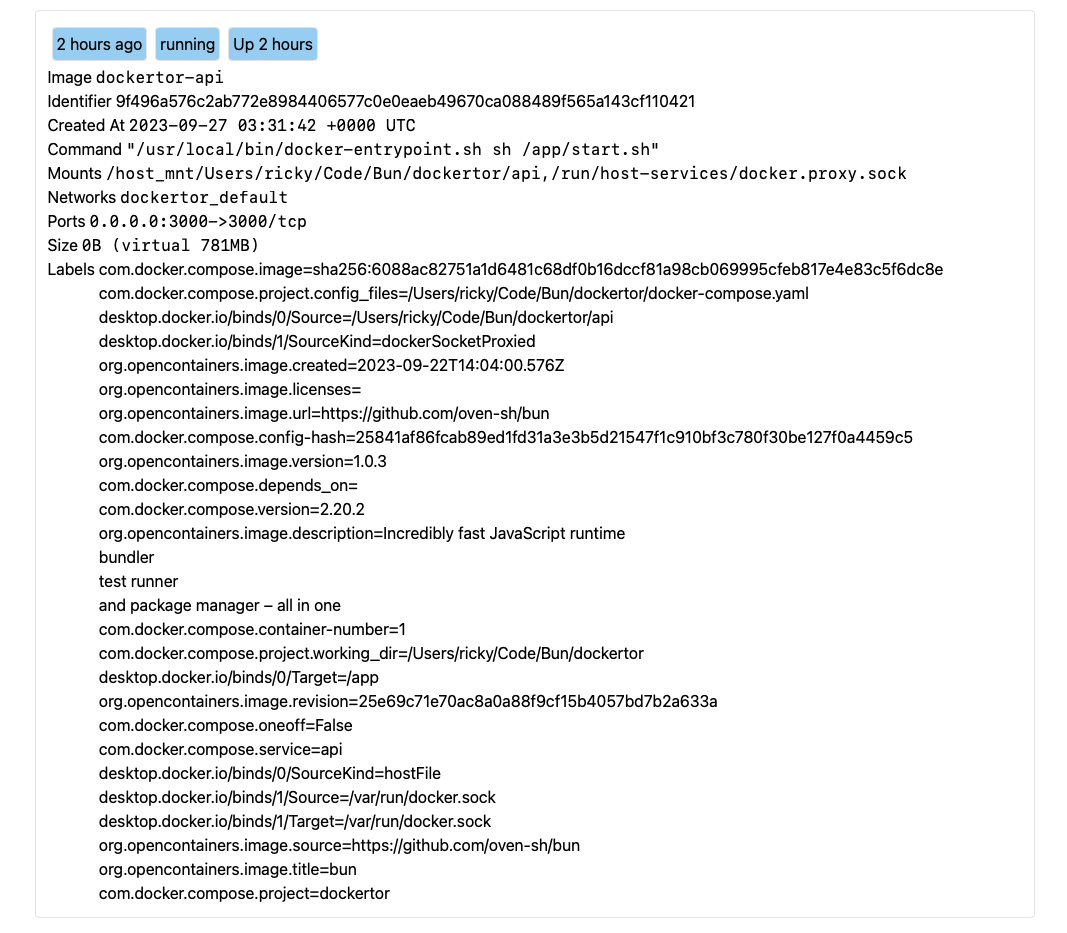 2 hours ago running Up 2 hours
Image dockertor-api
Identifier 9f496a576c2ab772e8984406577c0e0eaeb49670ca088489f565a143cf110421
Created At 2023-09-27 03:31:42 +0000 UTC
Command "/usr/local/bin/docker-entrypoint.sh sh /app/start.sh"
Mounts /host_mnt/Users/ricky/Code/Bun/dockertor/api,/run/host-services/docker.proxy.sock
Networks dockertor_default
Ports 0.0.0.0:3000->3000/tcp
Size 0B (virtual 781MB)
Labels com.docker.compose.image=sha256:6088ac82751a1d6481c68df0b16dccf81a98cb069995cfeb817e4e83c5f6dc8e
com.docker.compose.project.config_files=/Users/ricky/Code/Bun/dockertor/docker-compose.yaml
desktop.docker.io/binds/0/Source=/Users/ricky/Code/Bun/dockertor/api
desktop.docker.io/binds/1/SourceKind=dockerSocketProxied
org.opencontainers.image.created=2023-09-22T14:04:00.576Z
org.opencontainers.image.licenses=
org.opencontainers.image.url=https://github.com/oven-sh/bun
com.docker.compose.config-hash=25841af86fcab89ed1fd31a3e3b5d21547f1c910bf3c780f30be127f0a4459c5
org.opencontainers.image.version=1.0.3
com.docker.compose.depends_on=
com.docker.compose.version=2.20.2
org.opencontainers.image.description=Incredibly fast JavaScript runtime
bundler
test runner
and package manager – all in one
com.docker.compose.container-number=1
com.docker.compose.project.working_dir=/Users/ricky/Code/Bun/dockertor
desktop.docker.io/binds/0/Target=/app
org.opencontainers.image.revision=25e69c71e70ac8a0a88f9cf15b4057bd7b2a633a
com.docker.compose.oneoff=False
com.docker.compose.service=api
desktop.docker.io/binds/0/SourceKind=hostFile
desktop.docker.io/binds/1/Source=/var/run/docker.sock
desktop.docker.io/binds/1/Target=/var/run/docker.sock
org.opencontainers.image.source=https://github.com/oven-sh/bun
org.opencontainers.image.title=bun
com.docker.compose.project=dockertor